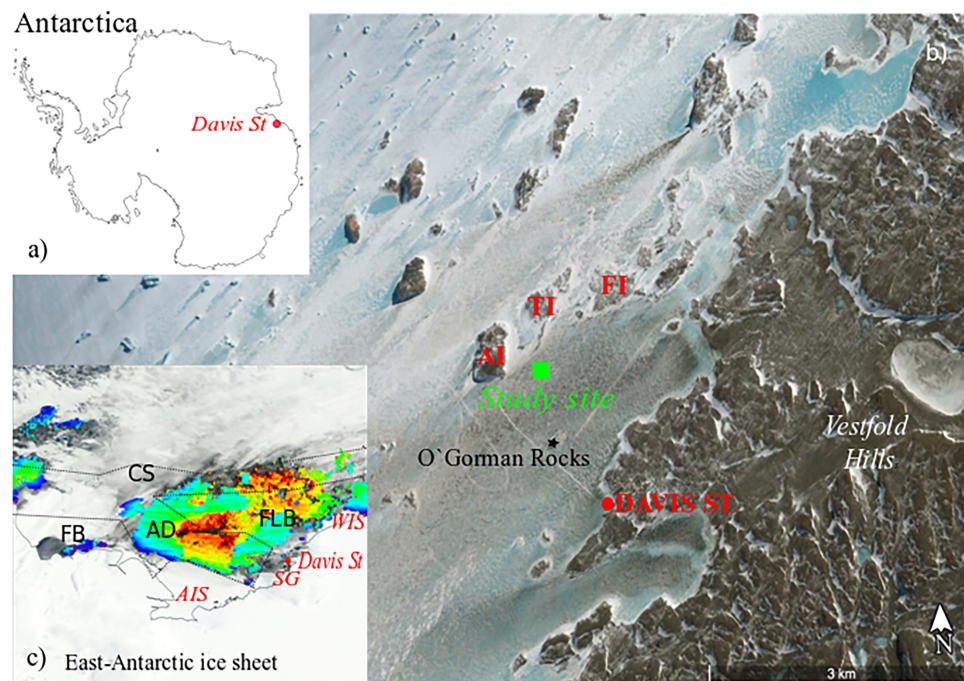 Antarctica
Davis St
a)
b)
FI
TI
AI
Study site
O`Gorman Rocks
DAVIS ST
Vestfold
Hills
CS
FB
AD
FLB
WIS
Davis St
SG
AIS
c)
East-Antarctic ice sheet
N
3 km